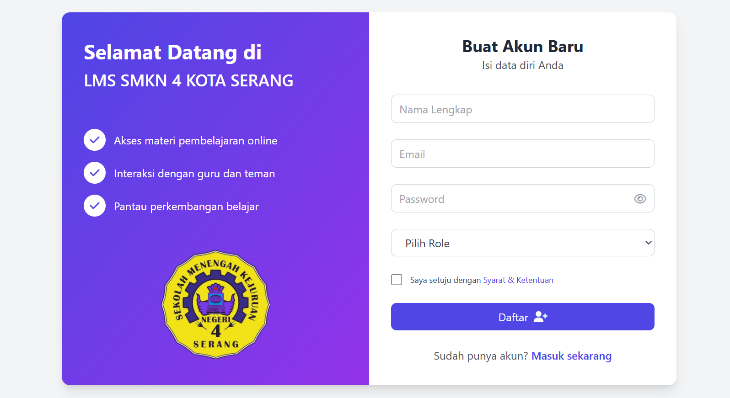 Selamat Datang di
LMS SMKN 4 KOTA SERANG
Akses materi pembelajaran online
Interaksi dengan guru dan teman
Pantau perkembangan belajar
SEKOLAH MENENGAH KEJURUAN
NEGERI
4
SERANG
Buat Akun Baru
Isi data diri Anda
Nama Lengkap
Email
Password
Pilih Role
Saya setuju dengan Syarat & Ketentuan
Daftar
Sudah punya akun? Masuk sekarang